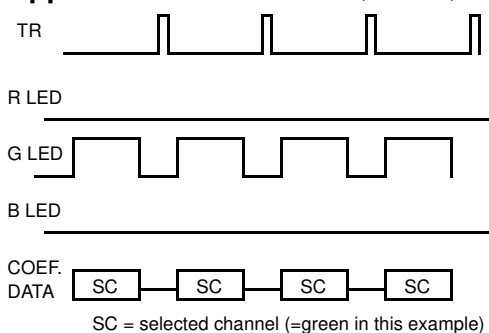 TR
R LED
G LED
B LED
COEF.
DATA
SC SC SC SC
SC = selected channel (=green in this example)